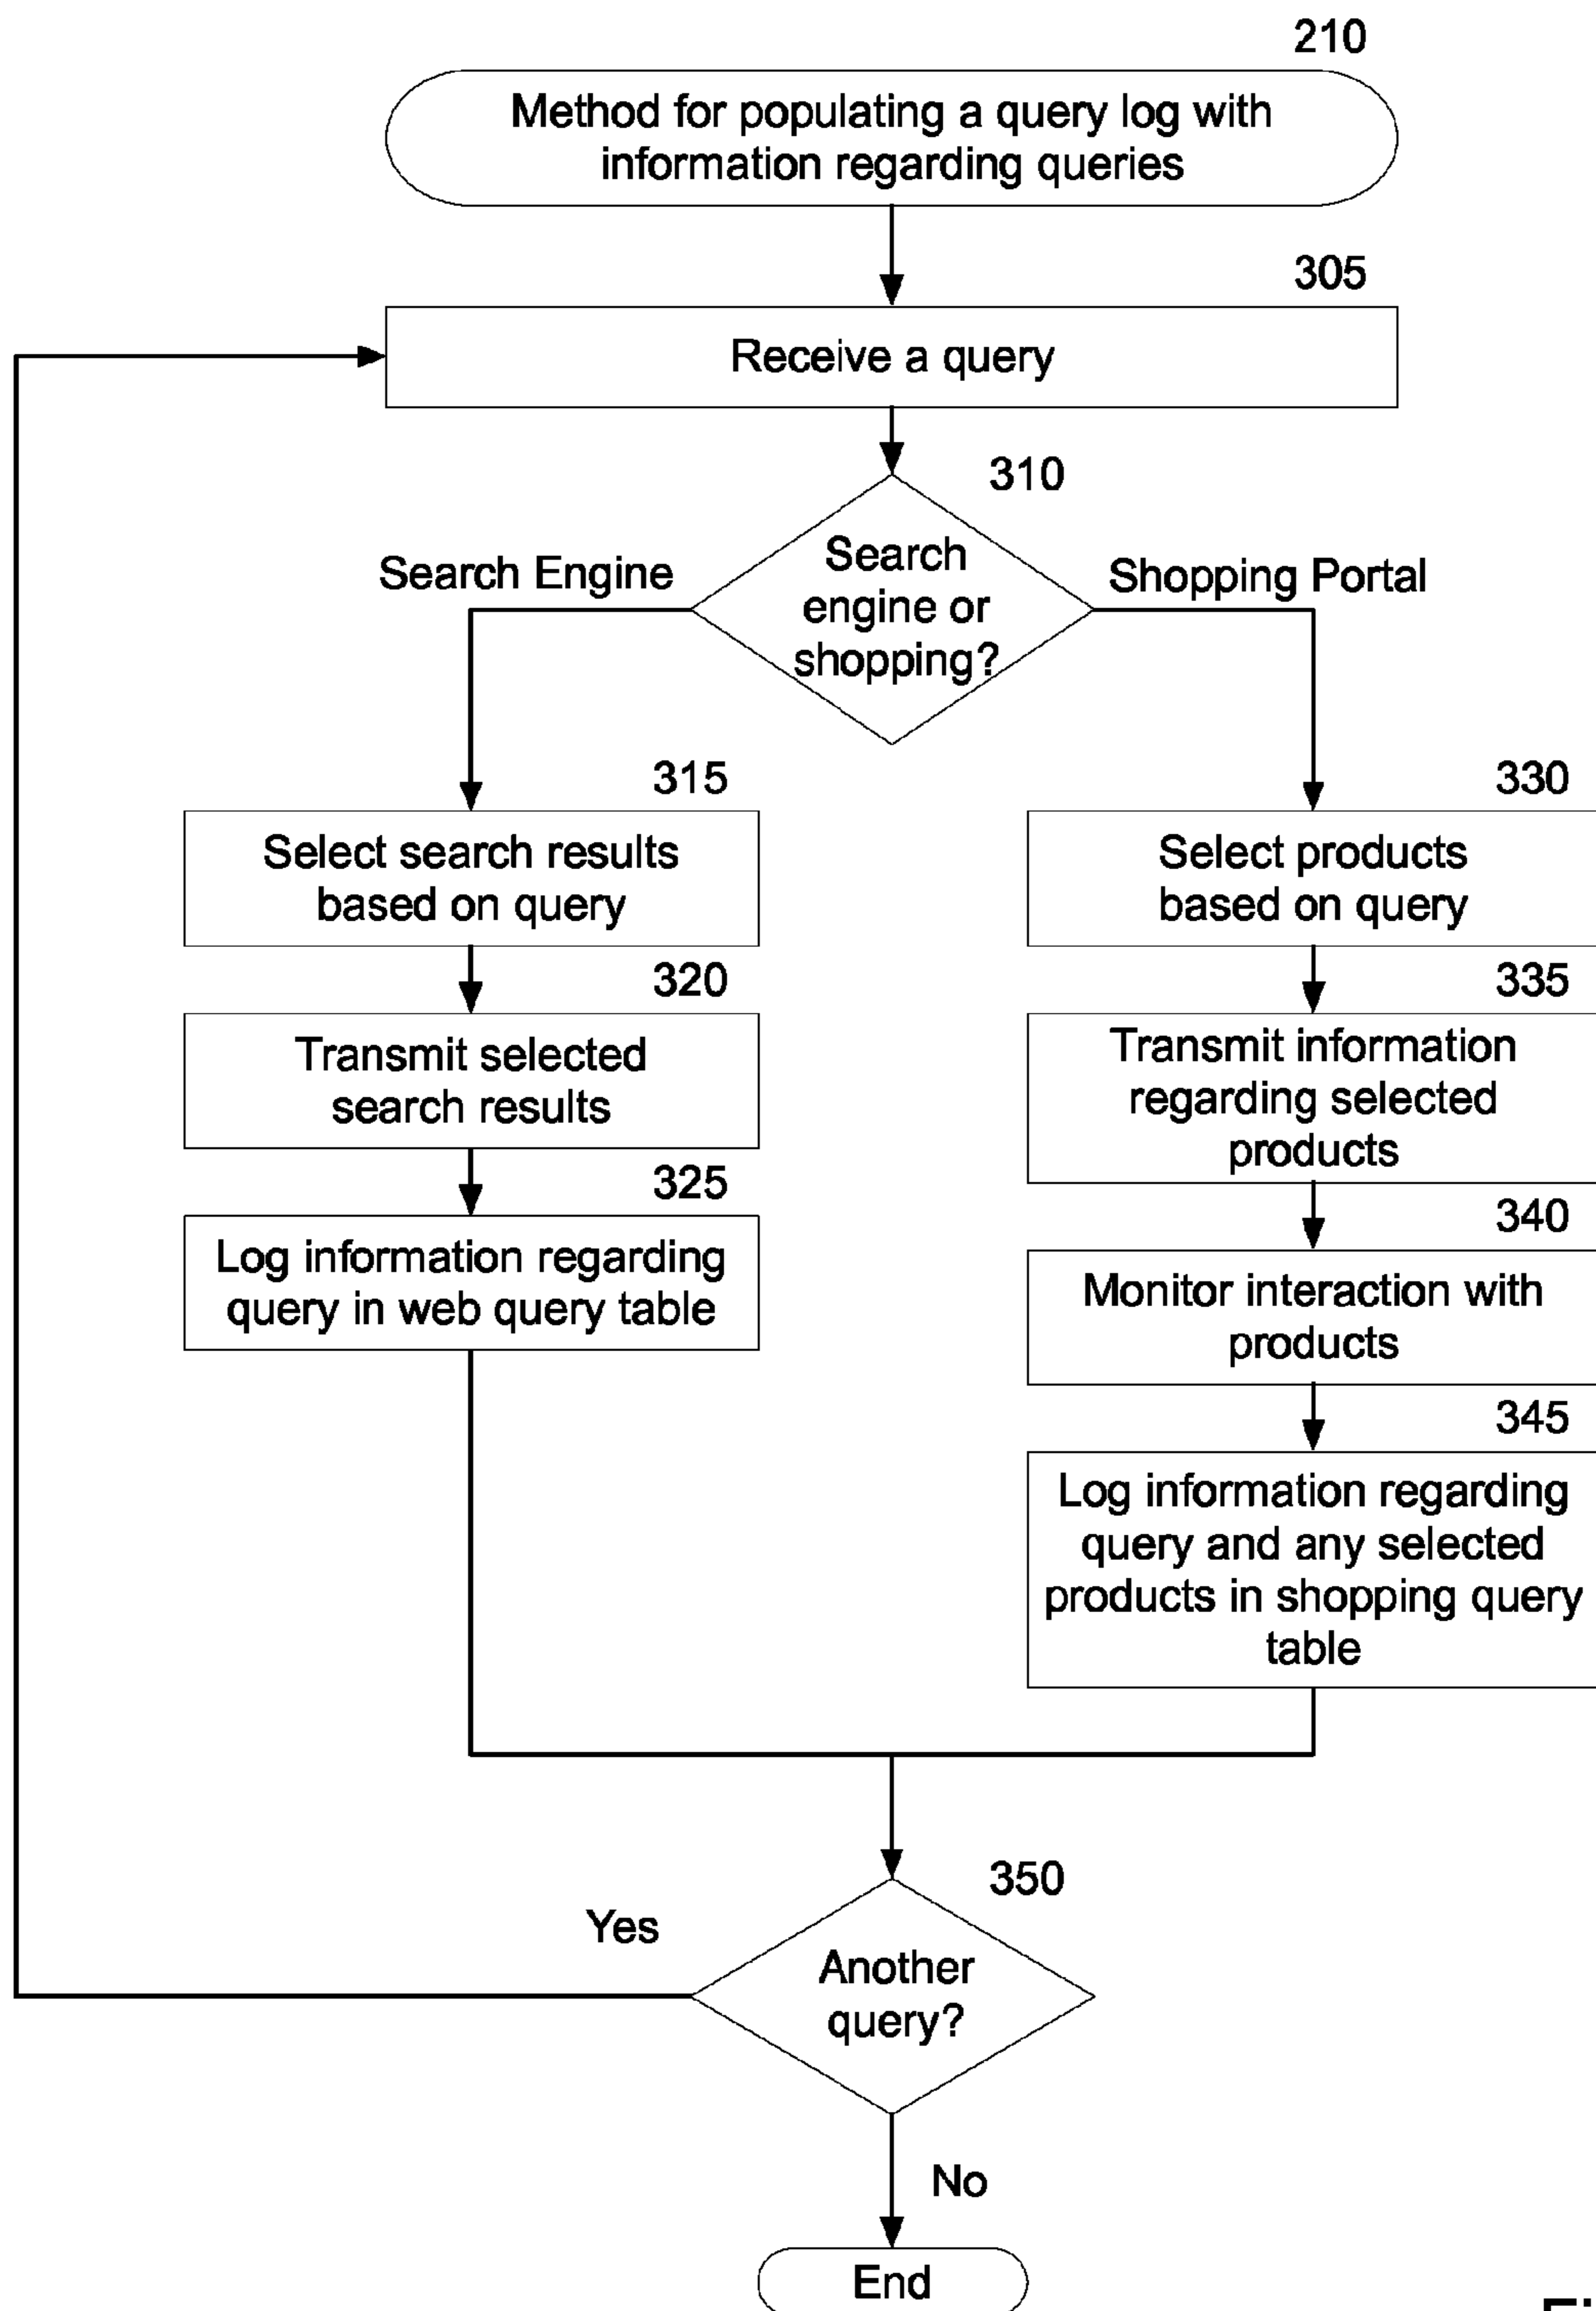 210
Method for populating a query log with
information regarding queries
305
Receive a query
310
Search
engine or
shopping?
Search Engine
Shopping Portal
315
Select search results
based on query
320
Transmit selected
search results
325
Log information regarding
query in web query table
330
Select products
based on query
335
Transmit information
regarding selected
products
340
Monitor interaction with
products
345
Log information regarding
query and any selected
products in shopping query
table
350
Another
query?
Yes
No
End